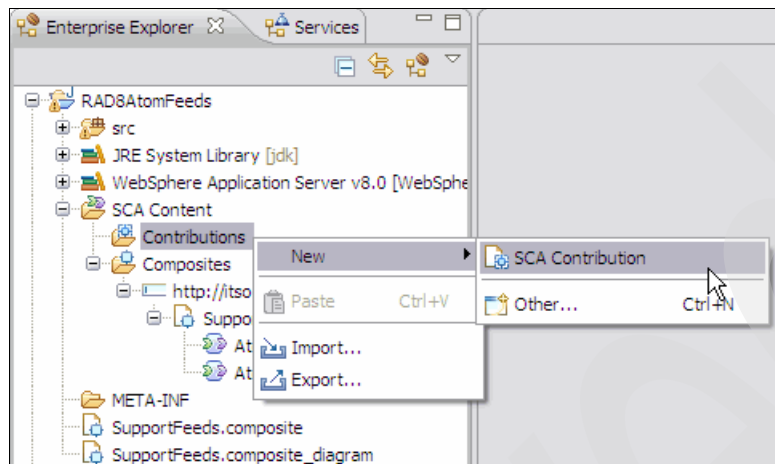 Enterprise Explorer
Services
RAD8AtomFeeds
src
JRE System Library [jdk]
WebSphere Application Server v8.0 [WebSphe
SCA Content
Contributions
New
SCA Contribution
Composites
http://itso
Paste Ctrl+V
Other... Ctrl+N
Suppo
At
Import...
At
Export...
META-INF
SupportFeeds.composite
SupportFeeds.composite_diagram